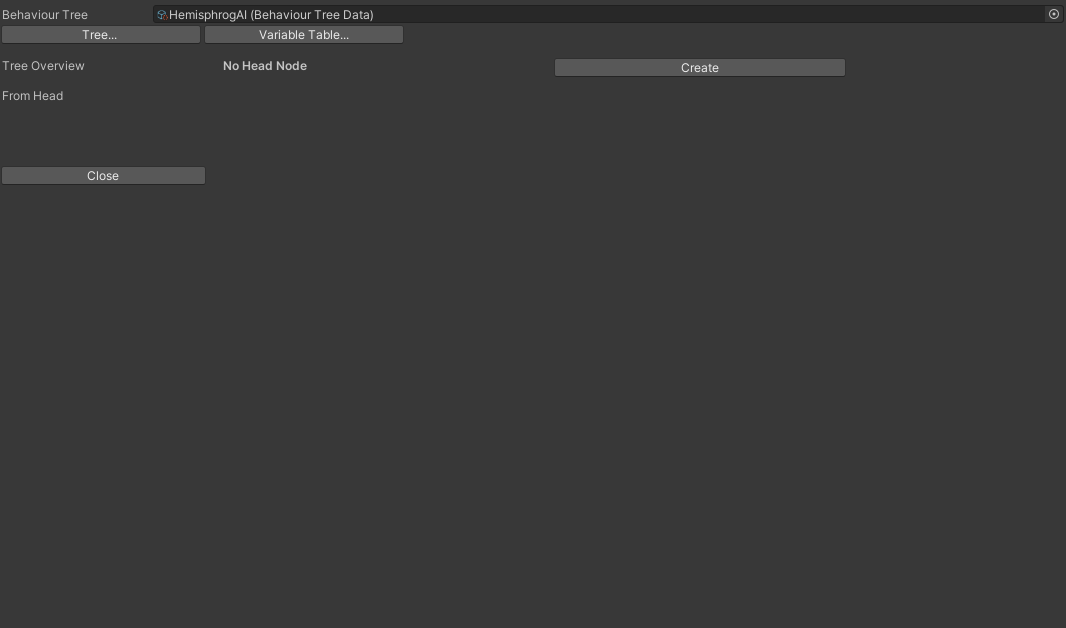 Behaviour Tree HemisphrogAI (Behaviour Tree Data)
Tree... Variable Table...
Tree Overview No Head Node Create
From Head
Close